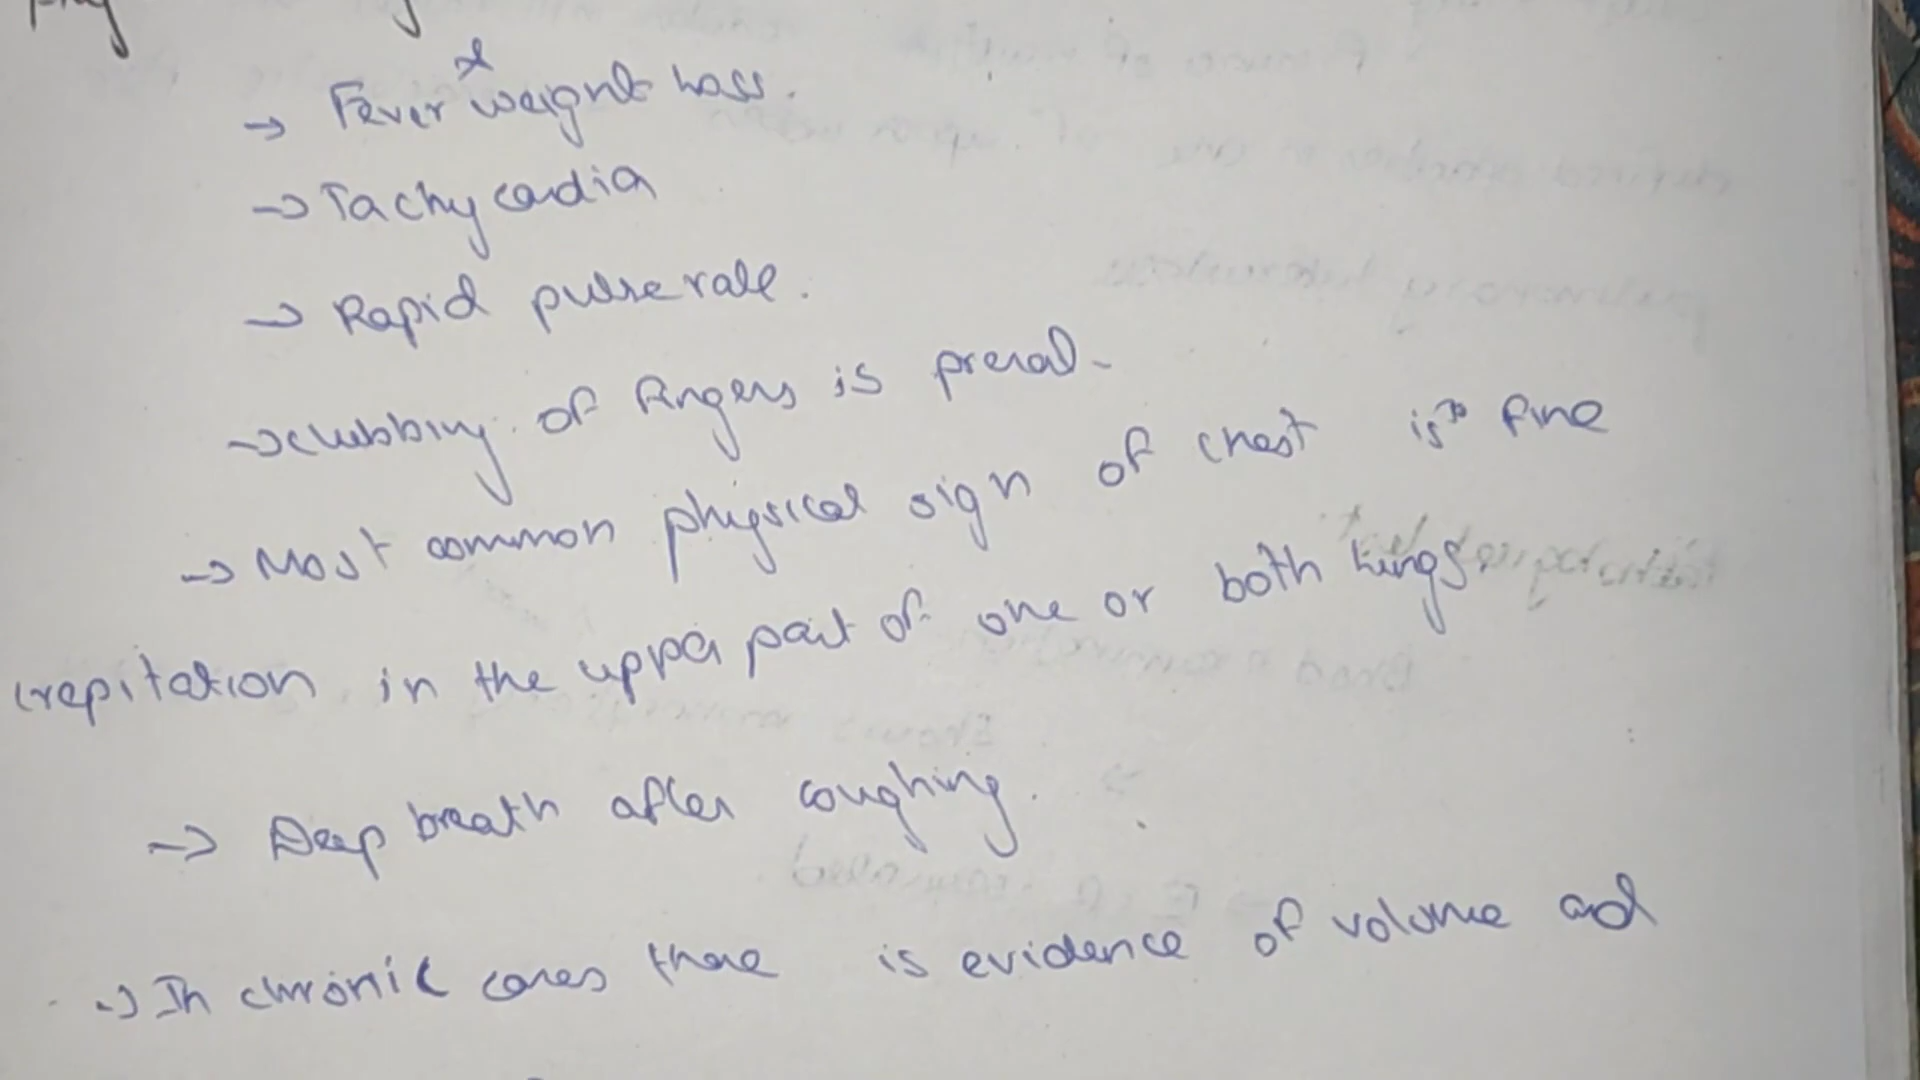 → Fever & weight loss.
→ Tachycardia
→ Rapid pulse rate.
→ clubbing of fingers is
→ Most common physical sign of chest is fine
crepitation in the upper part of one or both lungs.
→ Deep breath after coughing.
→ In chronic cases there is evidence of volume and